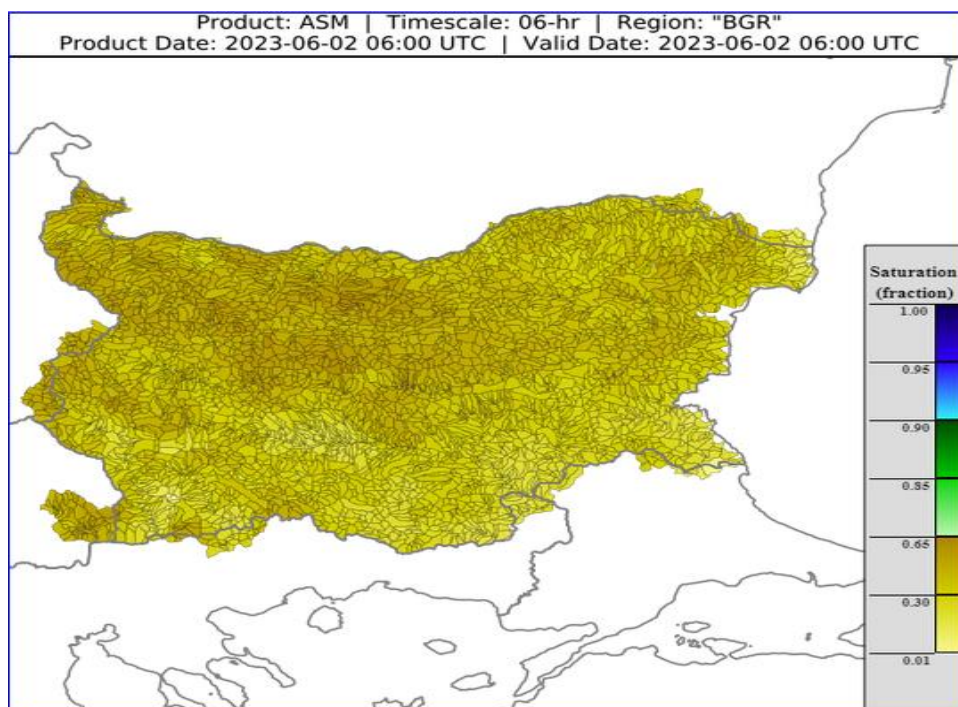 Product: ASM | Timescale: 06-hr | Region: "BGR"
Product Date: 2023-06-02 06:00 UTC | Valid Date: 2023-06-02 06:00 UTC
Saturation
(fraction)
1.00
0.95
0.90
0.85
0.65
0.30
0.01